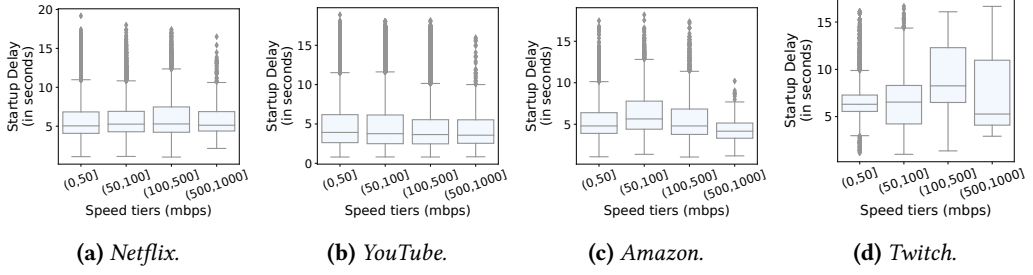 Startup Delay
(in seconds)
20
15
10
5
(0,50]
(50,100]
(100,500]
(500,1000]
Speed tiers (mbps)
(a) Netflix.
Startup Delay
(in seconds)
15
10
5
0
(0,50]
(50,100]
(100,500]
(500,1000]
Speed tiers (mbps)
(b) YouTube.
Startup Delay
(in seconds)
15
10
5
(0,50]
(50,100]
(100,500]
(500,1000]
Speed tiers (mbps)
(c) Amazon.
Startup Delay
(in seconds)
15
10
5
(0,50]
(50,100]
(100,500]
(500,1000]
Speed tiers (mbps)
(d) Twitch.